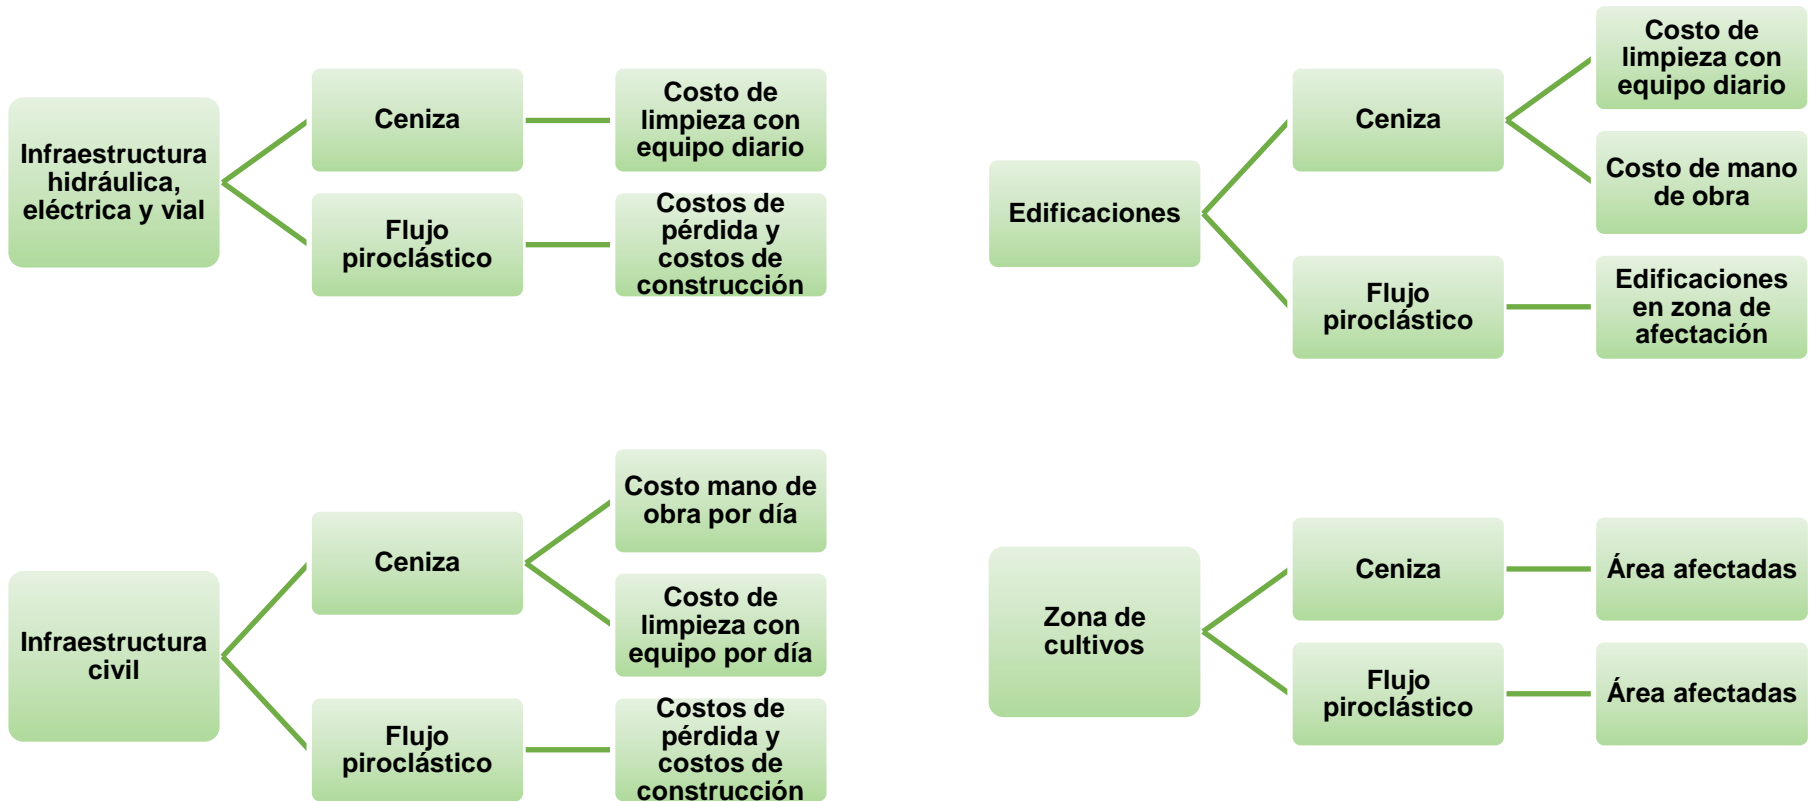 Infraestructura
hidráulica,
eléctrica y vial
Ceniza
Costo de
limpieza con
equipo diario
Flujo
piroclástico
Costos de
pérdida y
costos de
construcción
Edificaciones
Ceniza
Costo de
limpieza con
equipo diario
Costo de mano
de obra
Flujo
piroclástico
Edificaciones
en zona de
afectación
Infraestructura
civil
Ceniza
Costo mano de
obra por día
Costo de
limpieza con
equipo por día
Flujo
piroclástico
Costos de
pérdida y
costos de
construcción
Zona de
cultivos
Ceniza
Área afectadas
Flujo
piroclástico
Área afectadas